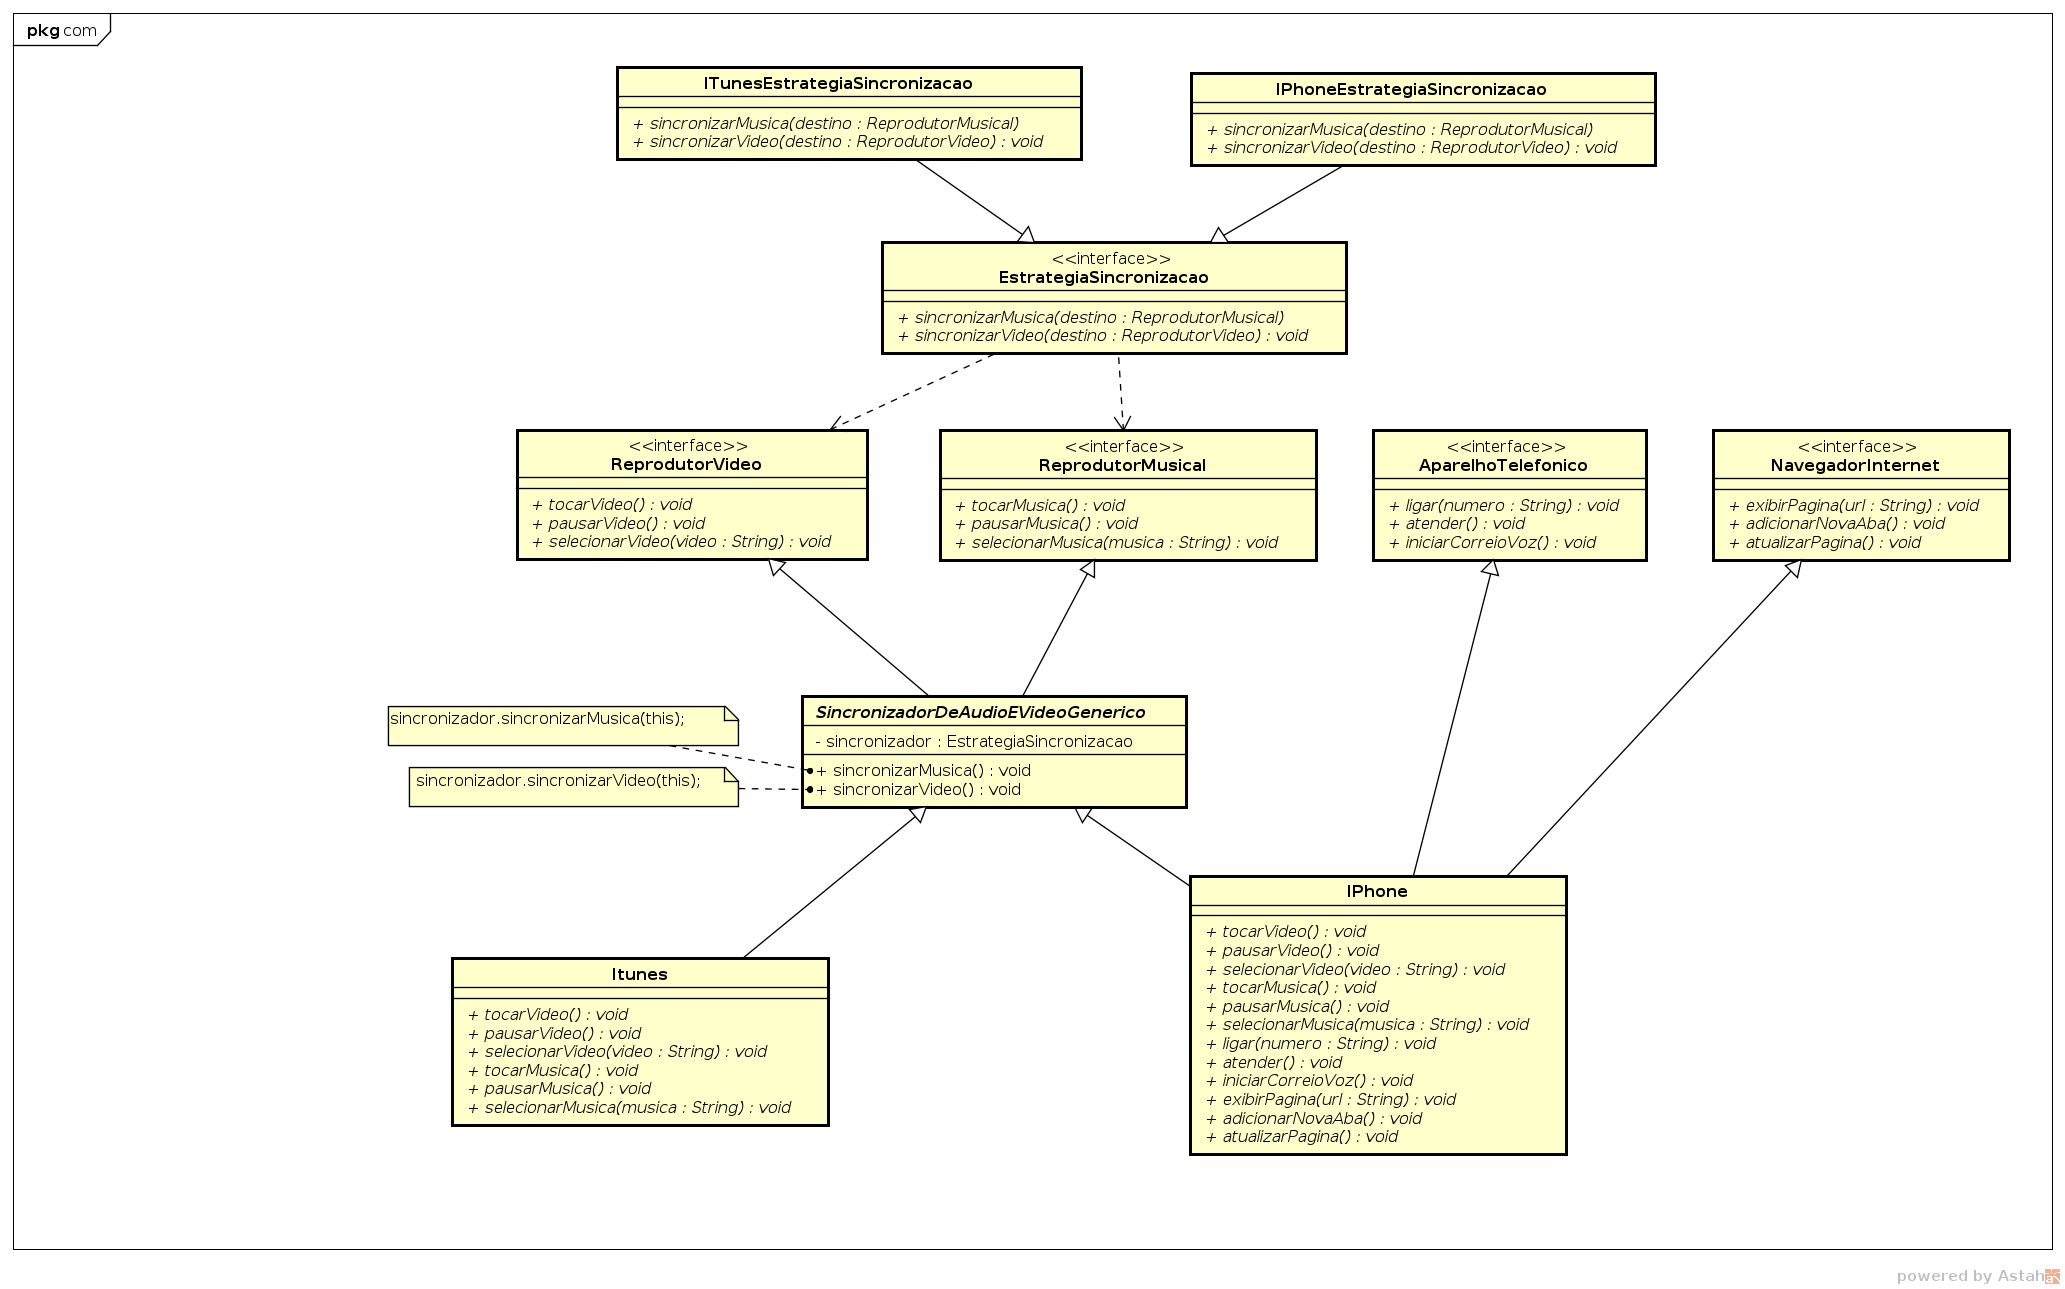 pkg com
ITunesEstrategiaSincronizacao
+ sincronizarMusica(destino : ReprodutorMusical)
+ sincronizarVideo(destino : ReprodutorVideo) : void
IPhoneEstrategiaSincronizacao
+ sincronizarMusica(destino : ReprodutorMusical)
+ sincronizarVideo(destino : ReprodutorVideo) : void
<<interface>>
EstrategiaSincronizacao
+ sincronizarMusica(destino : ReprodutorMusical)
+ sincronizarVideo(destino : ReprodutorVideo) : void
<<interface>>
ReprodutorVideo
+ tocarVideo() : void
+ pausarVideo() : void
+ selecionarVideo(video : String) : void
<<interface>>
ReprodutorMusical
+ tocarMusica() : void
+ pausarMusica() : void
+ selecionarMusica(musica : String) : void
<<interface>>
AparelhoTelefonico
+ ligar(numero : String) : void
+ atender() : void
+ iniciarCorreioVoz() : void
<<interface>>
NavegadorInternet
+ exibirPagina(url : String) : void
+ adicionarNovaAba() : void
+ atualizarPagina() : void
sincronizador.sincronizarMusica(this);
sincronizador.sincronizarVideo(this);
SincronizadorDeAudioEVideoGenerico
- sincronizador : EstrategiaSincronizacao
+ sincronizarMusica() : void
+ sincronizarVideo() : void
Itunes
+ tocarVideo() : void
+ pausarVideo() : void
+ selecionarVideo(video : String) : void
+ tocarMusica() : void
+ pausarMusica() : void
+ selecionarMusica(musica : String) : void
IPhone
+ tocarVideo() : void
+ pausarVideo() : void
+ selecionarVideo(video : String) : void
+ tocarMusica() : void
+ pausarMusica() : void
+ selecionarMusica(musica : String) : void
+ ligar(numero : String) : void
+ atender() : void
+ iniciarCorreioVoz() : void
+ exibirPagina(url : String) : void
+ adicionarNovaAba() : void
+ atualizarPagina() : void
powered by Astah